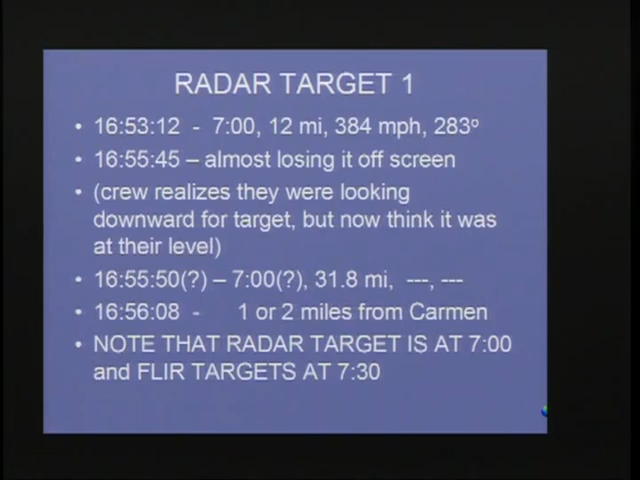 RADAR TARGET 1
• 16:53:12 - 7:00, 12 mi, 384 mph, 283º
• 16:55:45 – almost losing it off screen
• (crew realizes they were looking
downward for target, but now think it was
at their level)
• 16:55:50(?) – 7:00(?), 31.8 mi, ---, ---
• 16:56:08 - 1 or 2 miles from Carmen
• NOTE THAT RADAR TARGET IS AT 7:00
and FLIR TARGETS AT 7:30